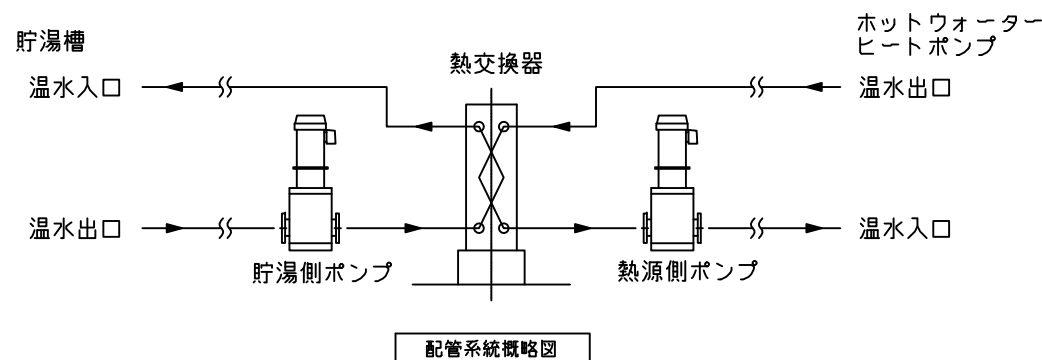 貯湯槽
ホットウォーター
ヒートポンプ
熱交換器
温水入口
温水出口
温水出口
温水入口
貯湯側ポンプ
熱源側ポンプ
配管系統概略図